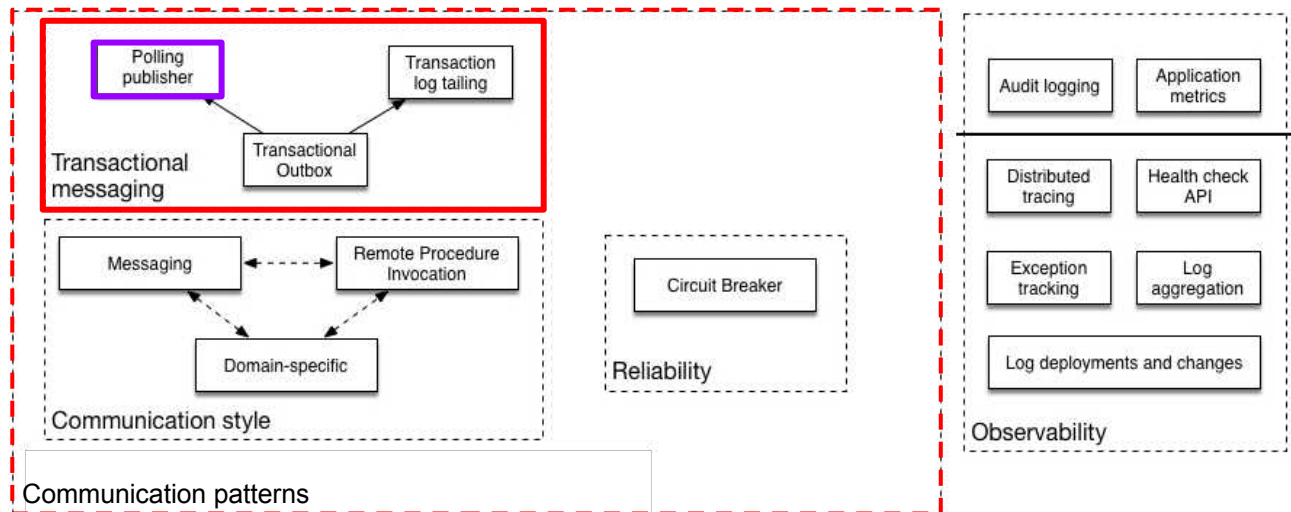 Polling
publisher
Transaction
log tailing
Transactional
Outbox
Transactional
messaging
Messaging
Remote Procedure
Invocation
Domain-specific
Communication style
Circuit Breaker
Reliability
Communication patterns
Audit logging
Application
metrics
Distributed
tracing
Health check
API
Exception
tracking
Log
aggregation
Log deployments and changes
Observability